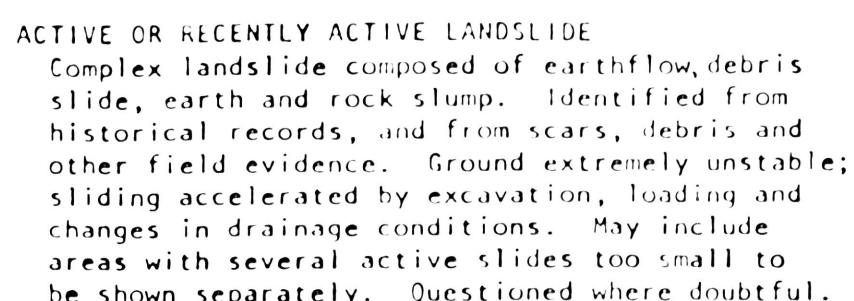 ACTIVE OR RECENTLY ACTIVE LANDSLIDE
Complex landslide composed of earthflow, debris
slide, earth and rock slump. Identified from
historical records, and from scars, debris and
other field evidence. Ground extremely unstable;
sliding accelerated by excavation, loading and
changes in drainage conditions. May include
areas with several active slides too small to
be shown separately. Questioned where doubtful.